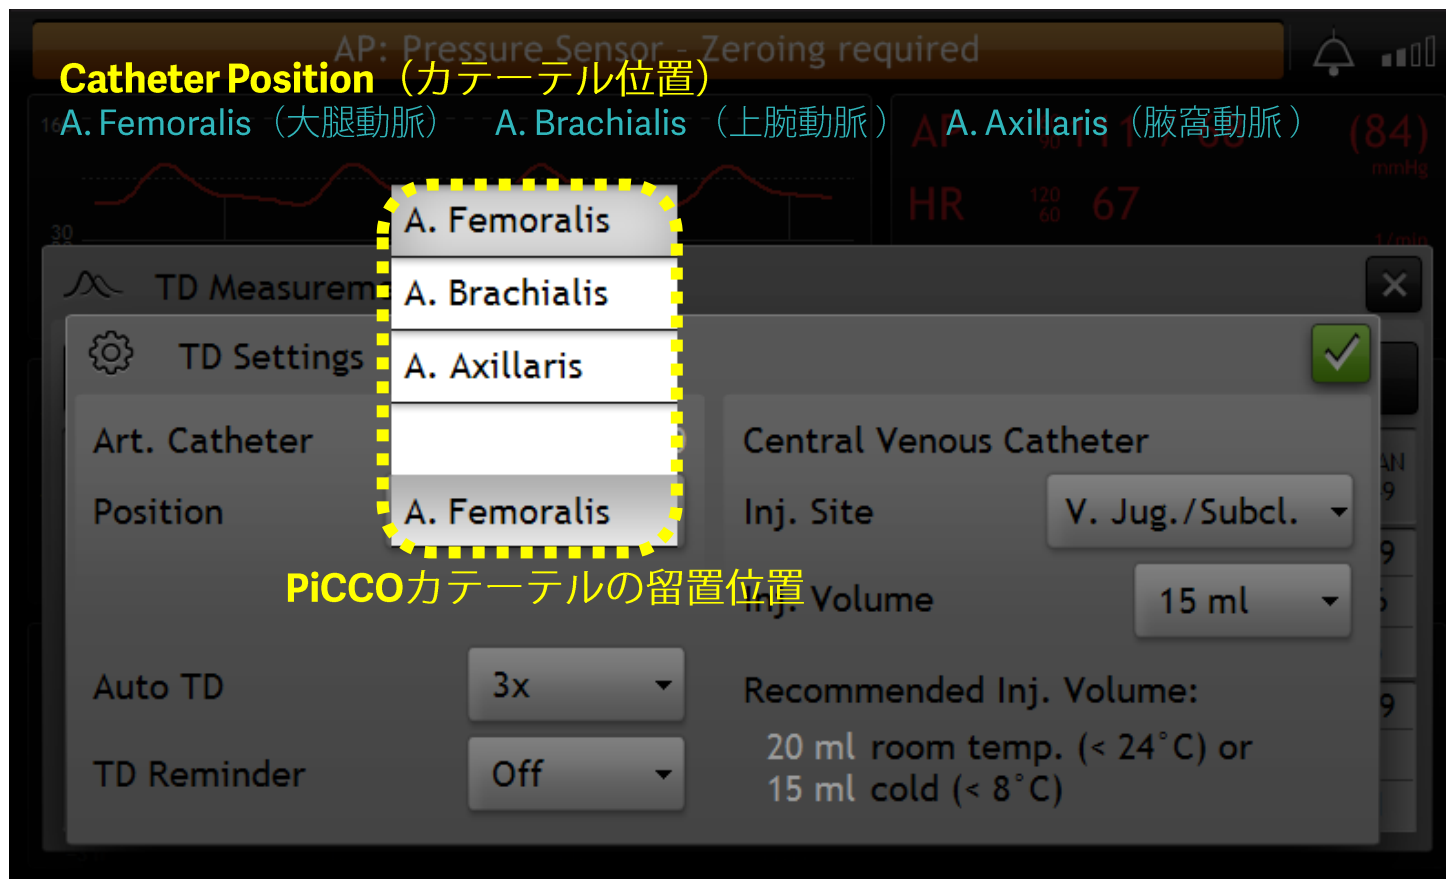 AP: Pressure Sensor - Zeroing required
Catheter Position（カテーテル位置）
A. Femoralis（大腿動脈） A. Brachialis（上腕動脈） A. Axillaris（腋窩動脈）
AP 90 (84)
mmHg
HR 120 60 67
1/min
30
TD Measurem
TD Settings
A. Femoralis
A. Brachialis
A. Axillaris
Art. Catheter
Position A. Femoralis
PiCCOカテーテルの留置位置
Auto TD 3x
TD Reminder Off
Central Venous Catheter
Inj. Site V. Jug./Subcl.
Inj. Volume 15 ml
Recommended Inj. Volume:
20 ml room temp. (< 24°C) or
15 ml cold (< 8°C)